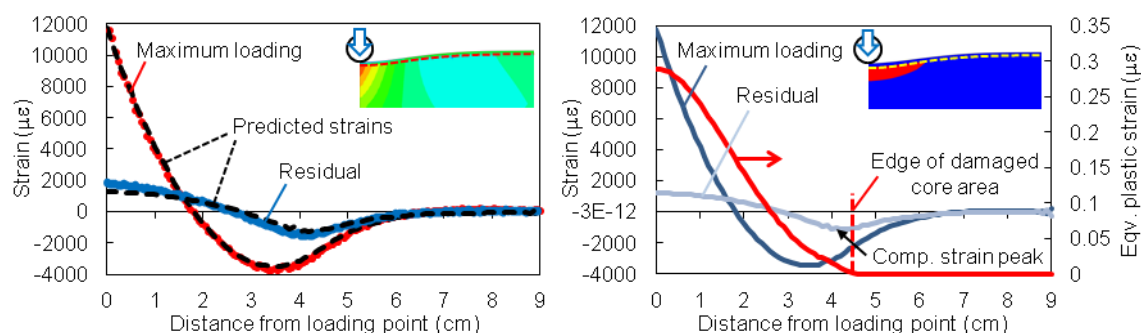 12000
10000
8000
6000
4000
2000
0
−2000
−4000
Strain (με)
Maximum loading
Predicted strains
Residual
0 1 2 3 4 5 6 7 8 9
Distance from loading point (cm)
12000
10000
8000
6000
4000
2000
-3E-12
−2000
−4000
Strain (με)
Maximum loading
Residual
Edge of damaged
core area
Comp. strain peak
0.35
0.3
0.25
0.2
0.15
0.1
0.05
0
Eqv. plastic strain (με)
0 1 2 3 4 5 6 7 8 9
Distance from loading point (cm)